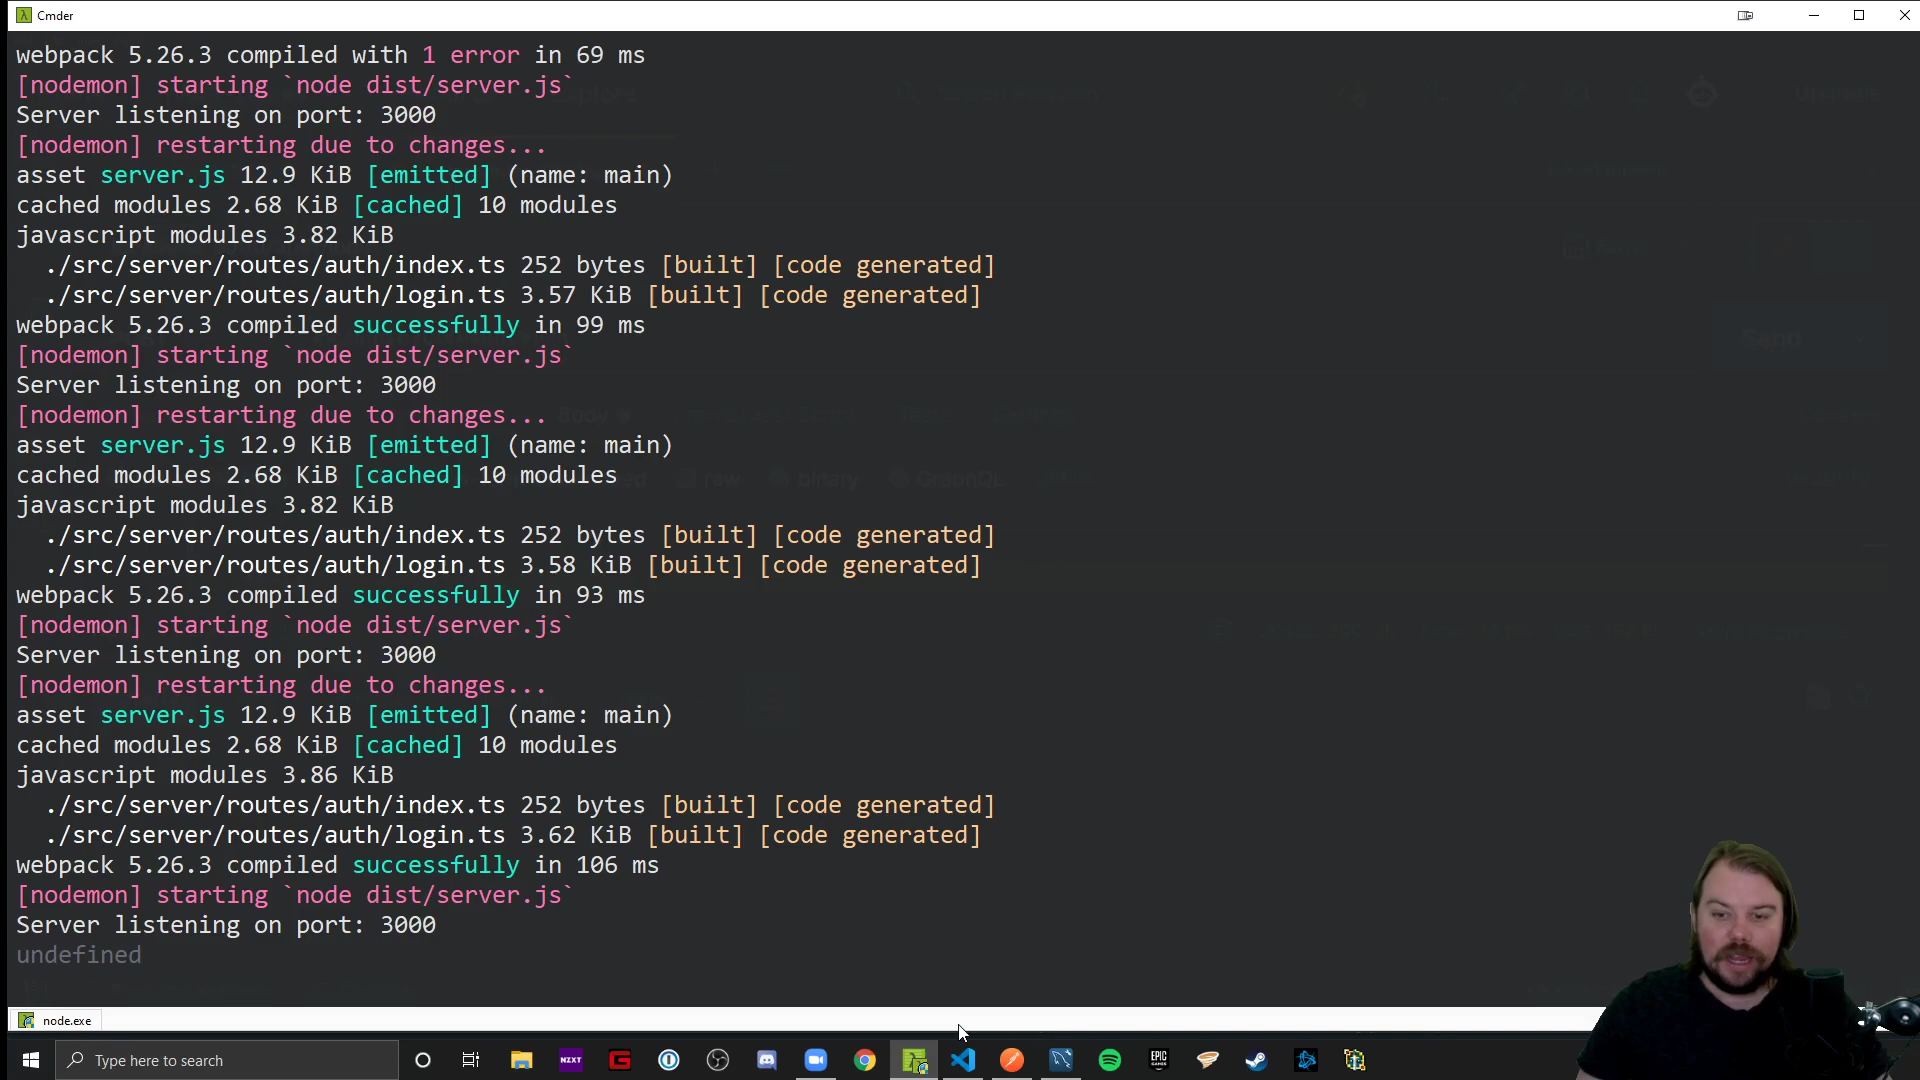 Cmder
webpack 5.26.3 compiled with 1 error in 69 ms
[nodemon] starting `node dist/server.js`
Server listening on port: 3000
[nodemon] restarting due to changes...
asset server.js 12.9 KiB [emitted] (name: main)
cached modules 2.68 KiB [cached] 10 modules
javascript modules 3.82 KiB
./src/server/routes/auth/index.ts 252 bytes [built] [code generated]
./src/server/routes/auth/login.ts 3.57 KiB [built] [code generated]
webpack 5.26.3 compiled successfully in 99 ms
Send
[nodemon] starting `node dist/server.js`
Server listening on port: 3000
[nodemon] restarting due to changes...
Body
asset server.js 12.9 KiB [emitted] (name: main)
cached modules 2.68 KiB [cached] 10 modules
raw binary GraphQL
javascript modules 3.82 KiB
./src/server/routes/auth/index.ts 252 bytes [built] [code generated]
./src/server/routes/auth/login.ts 3.58 KiB [built] [code generated]
webpack 5.26.3 compiled successfully in 93 ms
[nodemon] starting `node dist/server.js`
Server listening on port: 3000
[nodemon] restarting due to changes...
asset server.js 12.9 KiB [emitted] (name: main)
cached modules 2.68 KiB [cached] 10 modules
javascript modules 3.86 KiB
./src/server/routes/auth/index.ts 252 bytes [built] [code generated]
./src/server/routes/auth/login.ts 3.62 KiB [built] [code generated]
webpack 5.26.3 compiled successfully in 106 ms
[nodemon] starting `node dist/server.js`
Server listening on port: 3000
undefined
node.exe
Type here to search
NZXT
EPIC